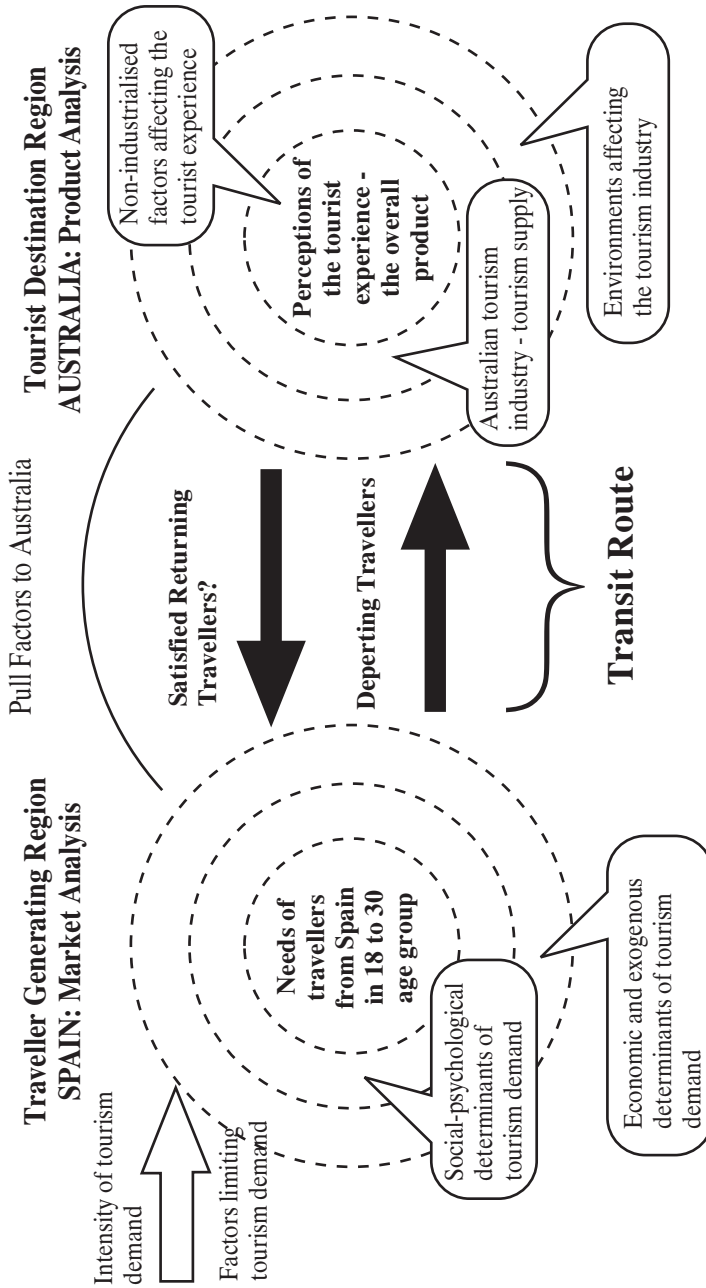 Traveller Generating Region
SPAIN: Market Analysis
Pull Factors to Australia
Tourist Destination Region
AUSTRALIA: Product Analysis
Intensity of tourism
demand
Factors limiting
tourism demand
Needs of
travellers
from Spain
in 18 to 30
age group
Social-psychological
determinants of
tourism demand
Economic and exogenous
determinants of tourism
demand
Satisfied Returning
Travellers?
Deperting Travellers
Transit Route
Non-industrialised
factors affecting the
tourist experience
Perceptions of
the tourist
experience -
the overall
product
Australian tourism
industry - tourism supply
Environments affecting
the tourism industry